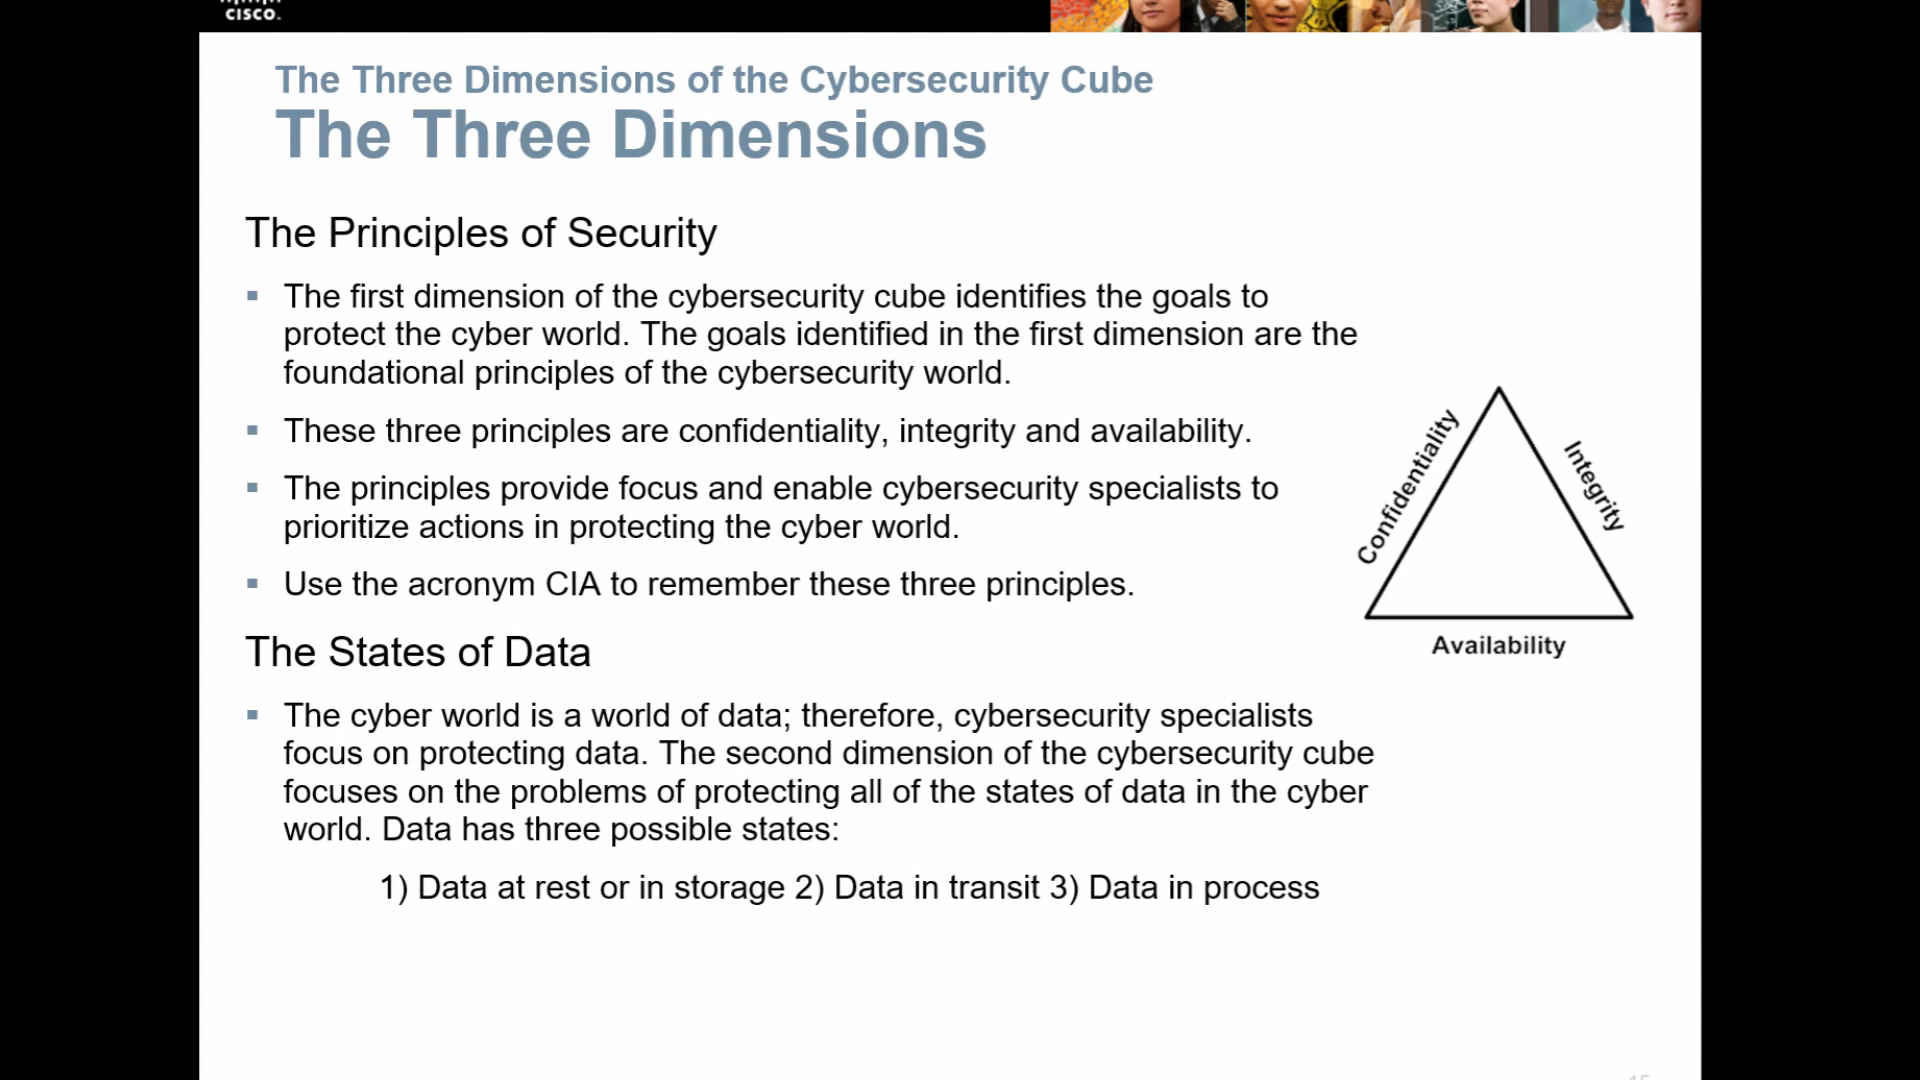 CISCO.
The Three Dimensions of the Cybersecurity Cube
The Three Dimensions
The Principles of Security
▪ The first dimension of the cybersecurity cube identifies the goals to
protect the cyber world. The goals identified in the first dimension are the
foundational principles of the cybersecurity world.
▪ These three principles are confidentiality, integrity and availability.
▪ The principles provide focus and enable cybersecurity specialists to
prioritize actions in protecting the cyber world.
▪ Use the acronym CIA to remember these three principles.
Confidentiality
Integrity
Availability
The States of Data
▪ The cyber world is a world of data; therefore, cybersecurity specialists
focus on protecting data. The second dimension of the cybersecurity cube
focuses on the problems of protecting all of the states of data in the cyber
world. Data has three possible states:
1) Data at rest or in storage 2) Data in transit 3) Data in process